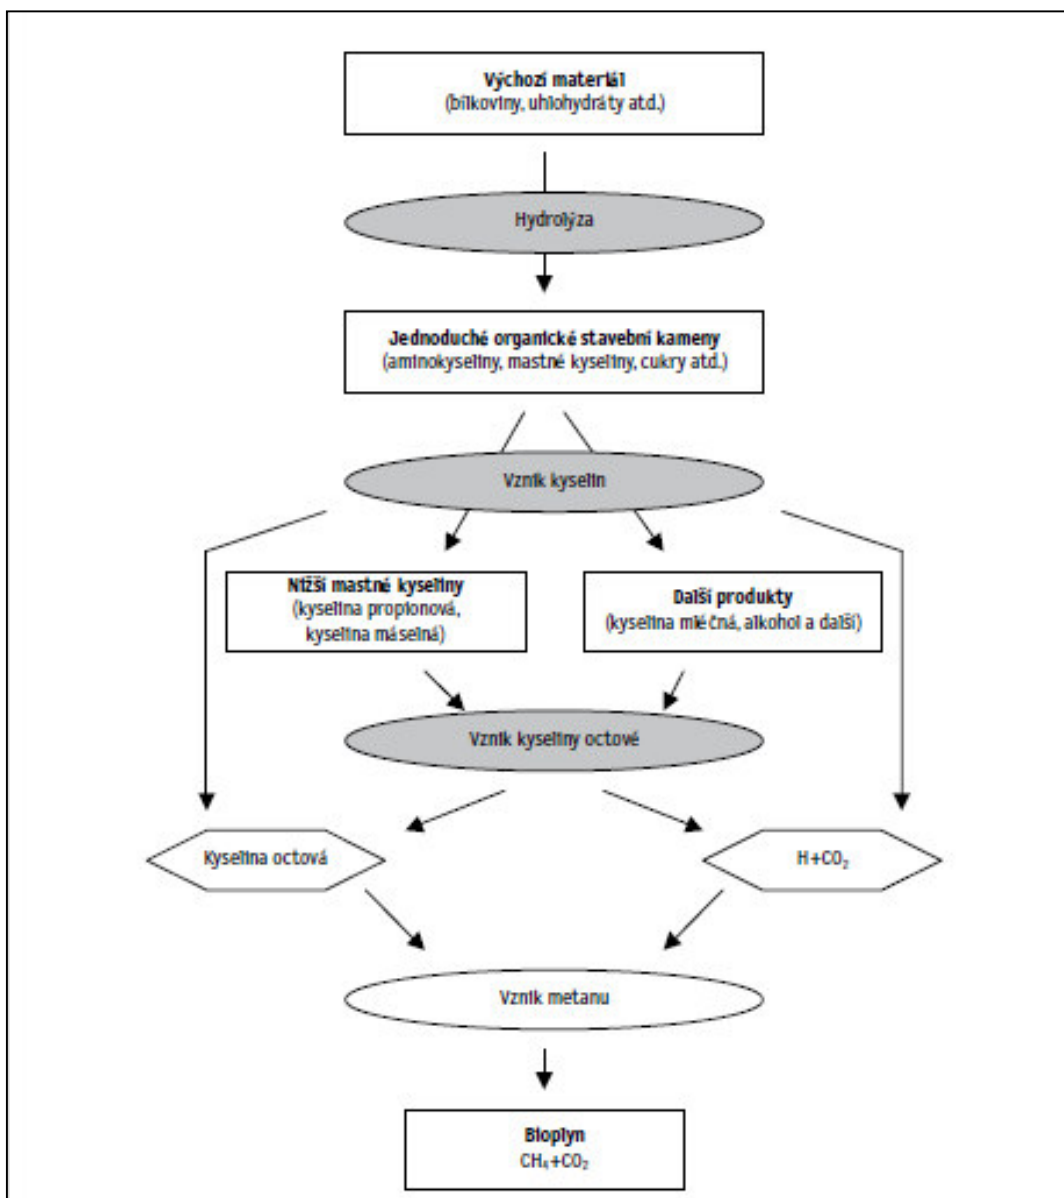 Výchozí materiál
(bílkoviny, uhlohydráty atd.)
Hydrolýza
Jednoduché organické stavební kameny
(aminokyseliny, mastné kyseliny, cukry atd.)
Vznik kyselin
Nižší mastné kyseliny
(kyselina propionová,
kyselina máselná)
Další produkty
(kyselina mléčná, alkohol a další)
Vznik kyseliny octové
Kyselina octová
H+CO₂
Vznik metanu
Bioplyn
CH₄+CO₂